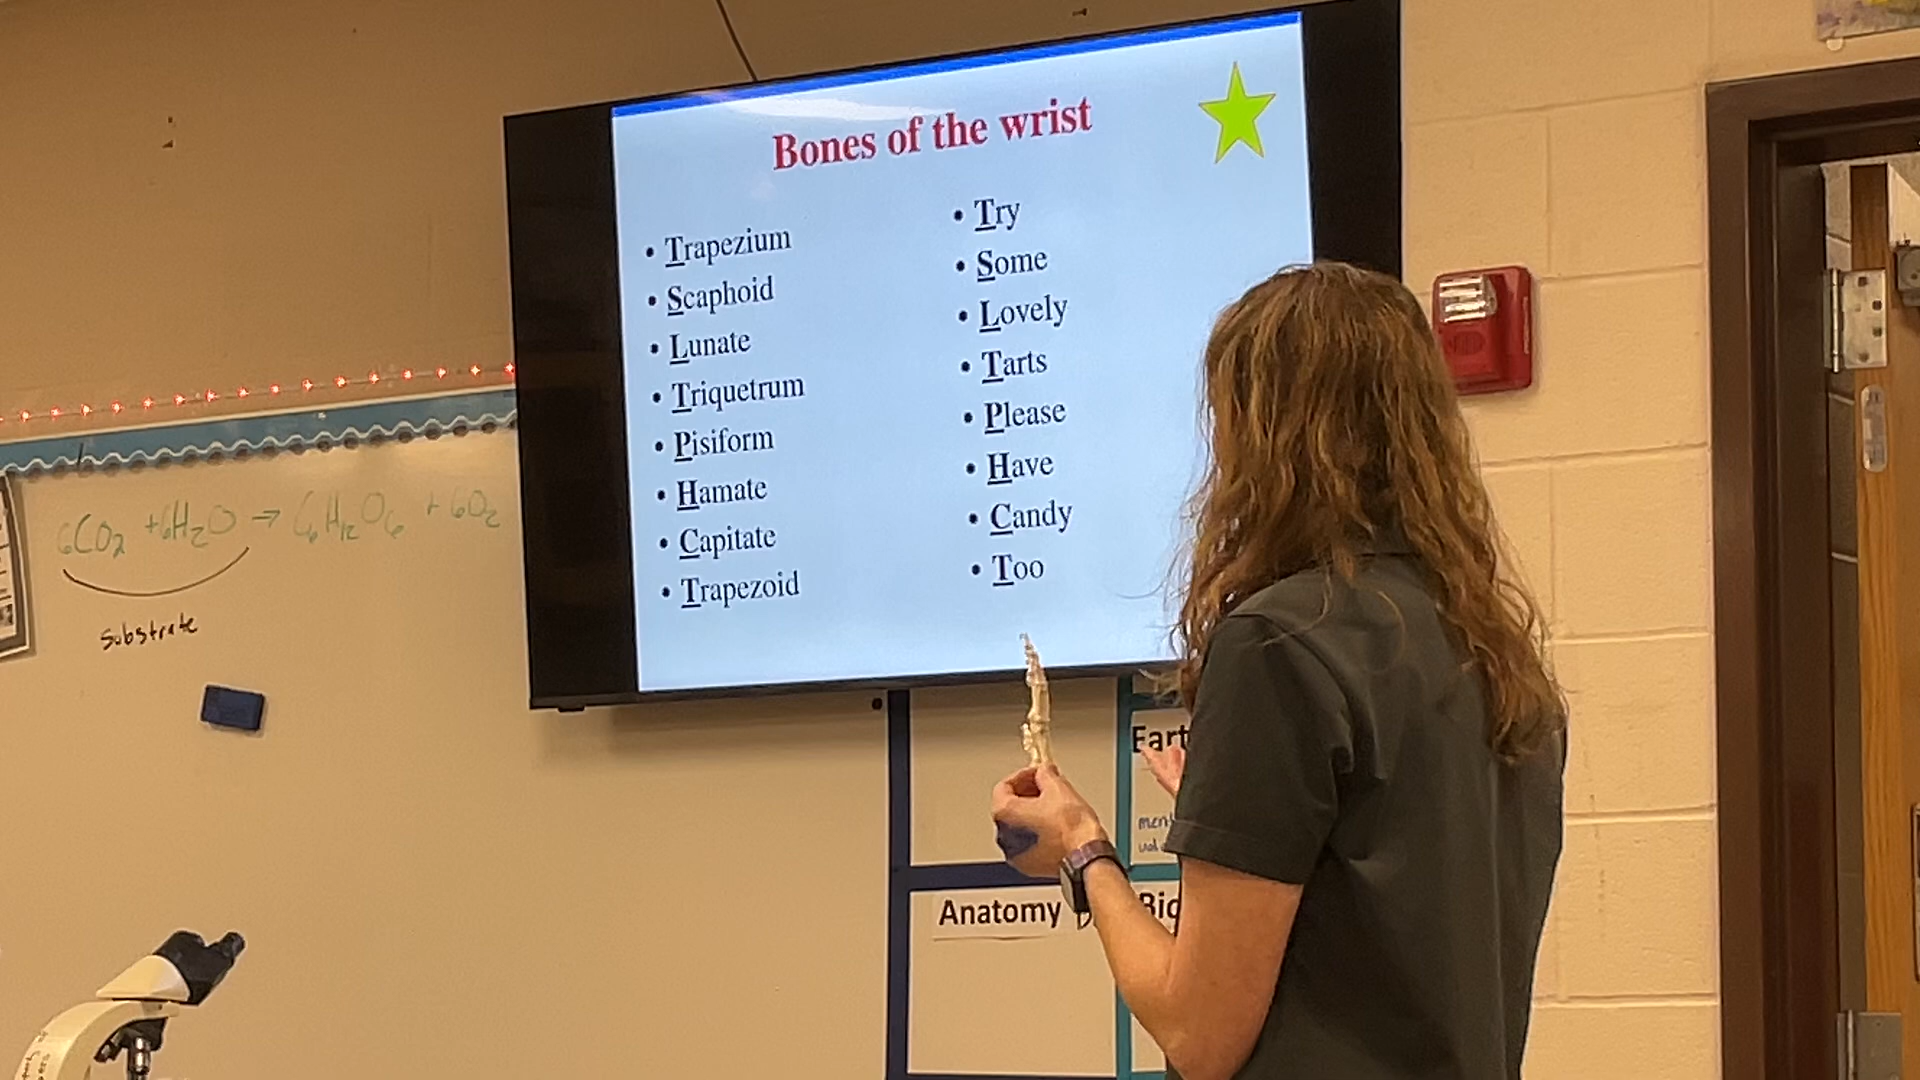 Bones of the wrist
• Trapezium
• Scaphoid
• Lunate
• Triquetrum
• Pisiform
• Hamate
• Capitate
• Trapezoid
• Try
• Some
• Lovely
• Tarts
• Please
• Have
• Candy
• Too
6CO₂ + 6H₂O → C₆H₁₂O₆ + 6O₂
Substrate
Eart
Anatomy